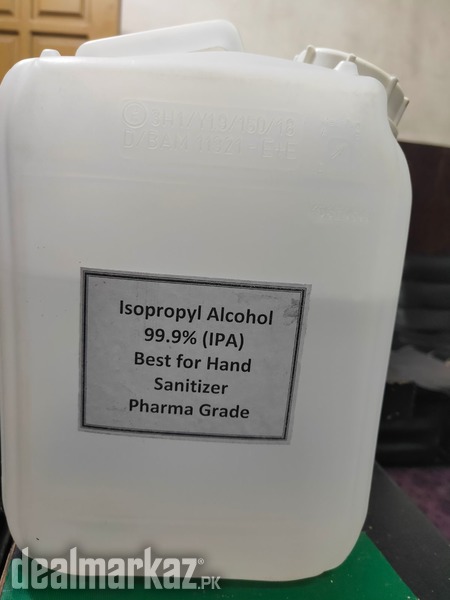 Isopropyl Alcohol
99.9% (IPA)
Best for Hand
Sanitizer
Pharma Grade
dealmarkaz.PK